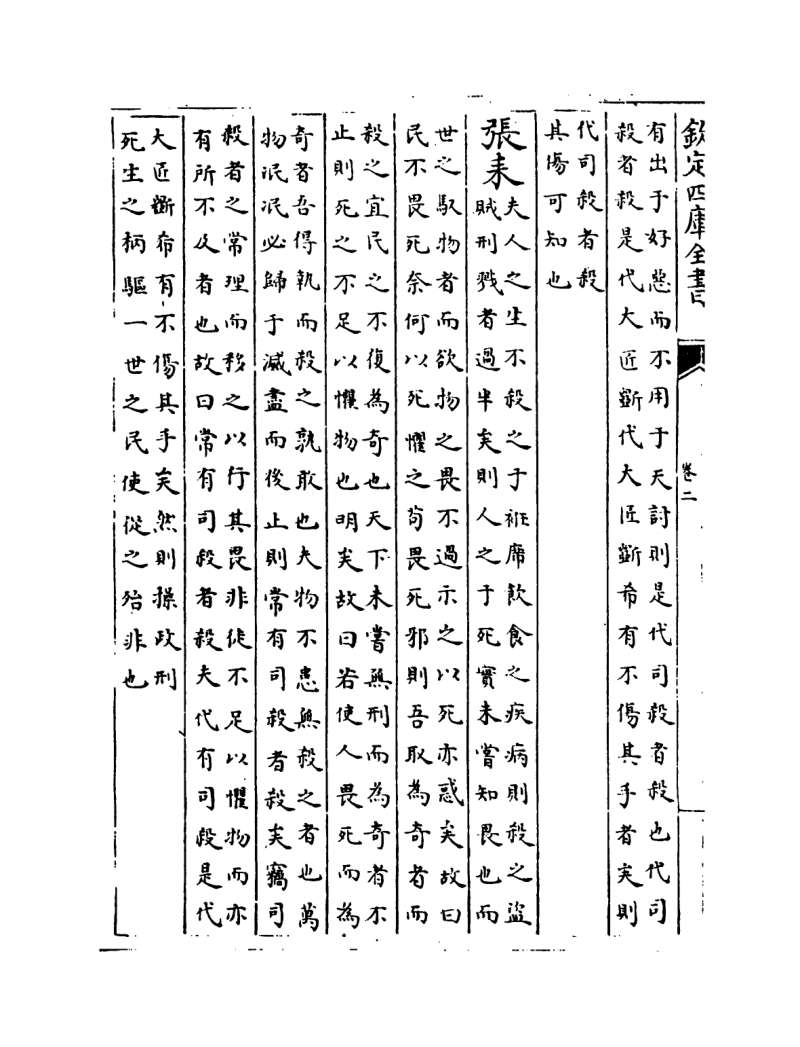 欽定四庫全書
卷二
有出于好惡而不用于天討則是代司殺者殺也代司
殺者殺是代大匠斲代大匠斲希有不傷其手者矣則
代司殺者殺
其傷可知也
張耒
夫人之生不殺之于袵席飲食之疾病則殺之盜
賊刑戮者過半矣則人之于死實未嘗知畏也而
世之馭物者而欲物之畏不過示之以死亦惑矣故曰
民不畏死奈何以死懼之茍畏死邪則吾取為奇者而
殺之宜民之不復為奇也天下未嘗無刑而為奇者不
止則死之不足以懼物也明矣故曰若使人畏死而為
奇者吾得執而殺之孰敢也夫物不患無殺之者也萬
物泯泯必歸于滅盡而後止則常有司殺者殺矣竊司
殺者之常理而移之以行其畏非徒不足以懼物而亦
有所不及者也故曰常有司殺者殺夫代有司殺是代
大匠斲希有不傷其手矣然則操政刑
死生之柄驅一世之民使從之殆非也